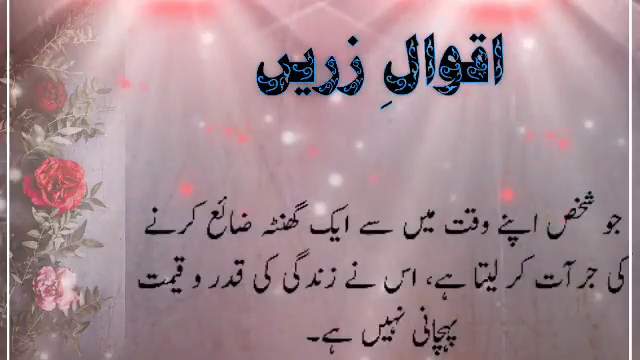 اقوالِ زریں
جو شخص اپنے وقت میں سے ایک گھنٹہ ضائع کرنے
کی جرآت کر لیتا ہے، اس نے زندگی کی قدر و قیمت
پہچانی نہیں ہے۔